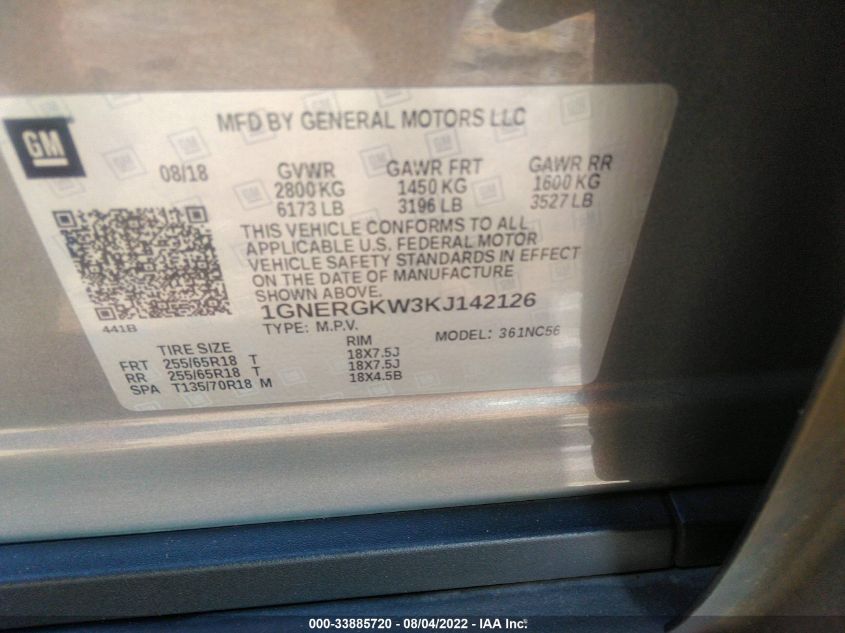 GM
MFD BY GENERAL MOTORS LLC
08/18 GVWR GAWR FRT GAWR RR
2800 KG 1450 KG 1600 KG
6173 LB 3196 LB 3527 LB
THIS VEHICLE CONFORMS TO ALL
APPLICABLE U.S. FEDERAL MOTOR
VEHICLE SAFETY STANDARDS IN EFFECT
ON THE DATE OF MANUFACTURE
SHOWN ABOVE.
441B
1GNERGKW3KJ142126
TYPE: M.P.V. MODEL: 361NC56
TIRE SIZE RIM
FRT 255/65R18 T 18X7.5J
RR 255/65R18 T 18X7.5J
SPA T135/70R18 M 18X4.5B
000-33885720 - 08/04/2022 - IAA Inc.